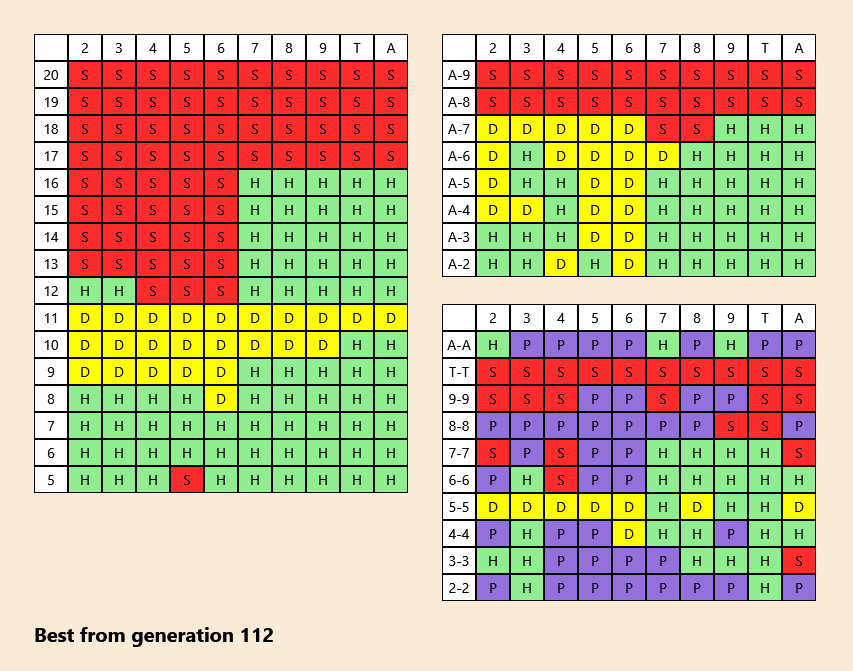 2 3 4 5 6 7 8 9 T A
20 S S S S S S S S S S
19 S S S S S S S S S S
18 S S S S S S S S S S
17 S S S S S S S S S S
16 S S S S S H H H H H
15 S S S S S H H H H H
14 S S S S S H H H H H
13 S S S S S H H H H H
12 H H S S S H H H H H
11 D D D D D D D D D D
10 D D D D D D D D H H
9 D D D D D H H H H H
8 H H H H D H H H H H
7 H H H H H H H H H H
6 H H H H H H H H H H
5 H H H S H H H H H H
2 3 4 5 6 7 8 9 T A
A-9 S S S S S S S S S S
A-8 S S S S S S S S S S
A-7 D D D D D S S H H H
A-6 D H D D D D H H H H
A-5 D H H D D H H H H H
A-4 D D H D D H H H H H
A-3 H H H D D H H H H H
A-2 H H D H D H H H H H
2 3 4 5 6 7 8 9 T A
A-A H P P P P H P H P P
T-T S S S S S S S S S S
9-9 S S S P P S P P S S
8-8 P P P P P P P S S P
7-7 S P S P P H H H H S
6-6 P H S P P H H H H H
5-5 D D D D D H D H H D
4-4 P H P P D H H P H H
3-3 H H P P P P H H H S
2-2 P H P P P P P P H P
Best from generation 112